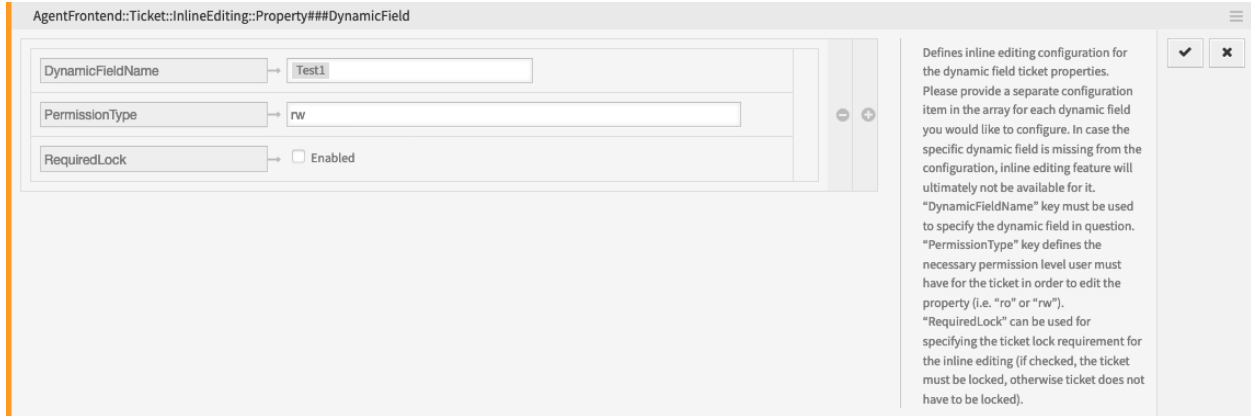 AgentFrontend::Ticket::InlineEditing::Property###DynamicField
DynamicFieldName
Test1
PermissionType
rw
RequiredLock
Enabled
Defines inline editing configuration for
the dynamic field ticket properties.
Please provide a separate configuration
item in the array for each dynamic field
you would like to configure. In case the
specific dynamic field is missing from the
configuration, inline editing feature will
ultimately not be available for it.
“DynamicFieldName” key must be used
to specify the dynamic field in question.
“PermissionType” key defines the
necessary permission level user must
have for the ticket in order to edit the
property (i.e. “ro” or “rw”).
“RequiredLock” can be used for
specifying the ticket lock requirement for
the inline editing (if checked, the ticket
must be locked, otherwise ticket does not
have to be locked).